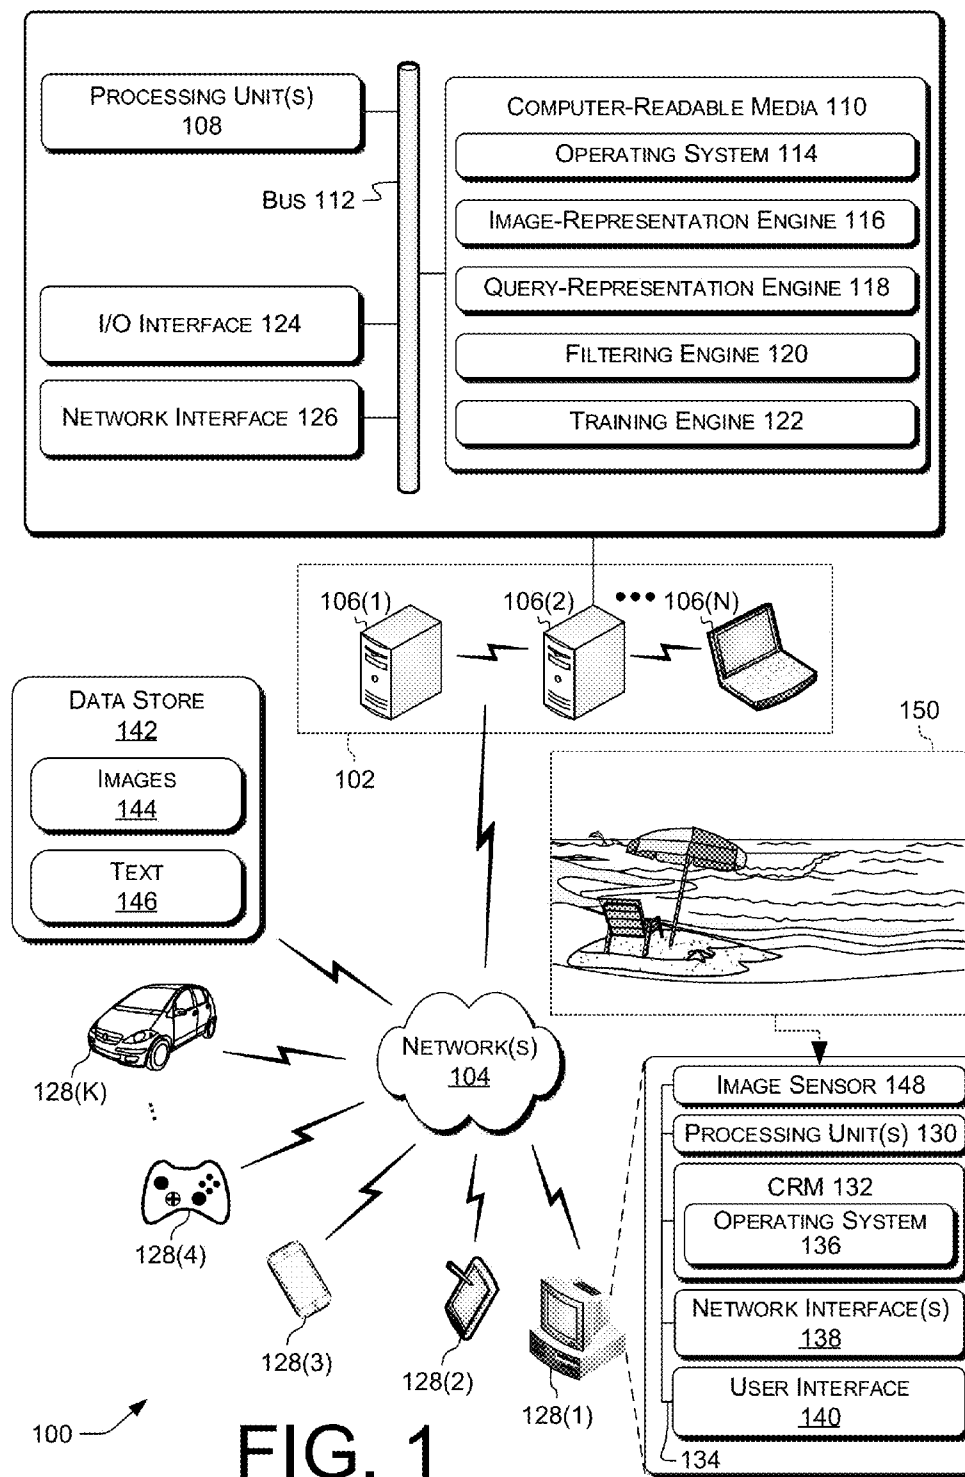 PROCESSING UNIT(S)
108
BUS 112
I/O INTERFACE 124
NETWORK INTERFACE 126
COMPUTER-READABLE MEDIA 110
OPERATING SYSTEM 114
IMAGE-REPRESENTATION ENGINE 116
QUERY-REPRESENTATION ENGINE 118
FILTERING ENGINE 120
TRAINING ENGINE 122
106(1)
106(2)
106(N)
102
DATA STORE
142
IMAGES
144
TEXT
146
150
NETWORK(S)
104
128(K)
128(4)
128(3)
128(2)
128(1)
IMAGE SENSOR 148
PROCESSING UNIT(S) 130
CRM 132
OPERATING SYSTEM
136
NETWORK INTERFACE(S)
138
USER INTERFACE
140
134
100
FIG. 1